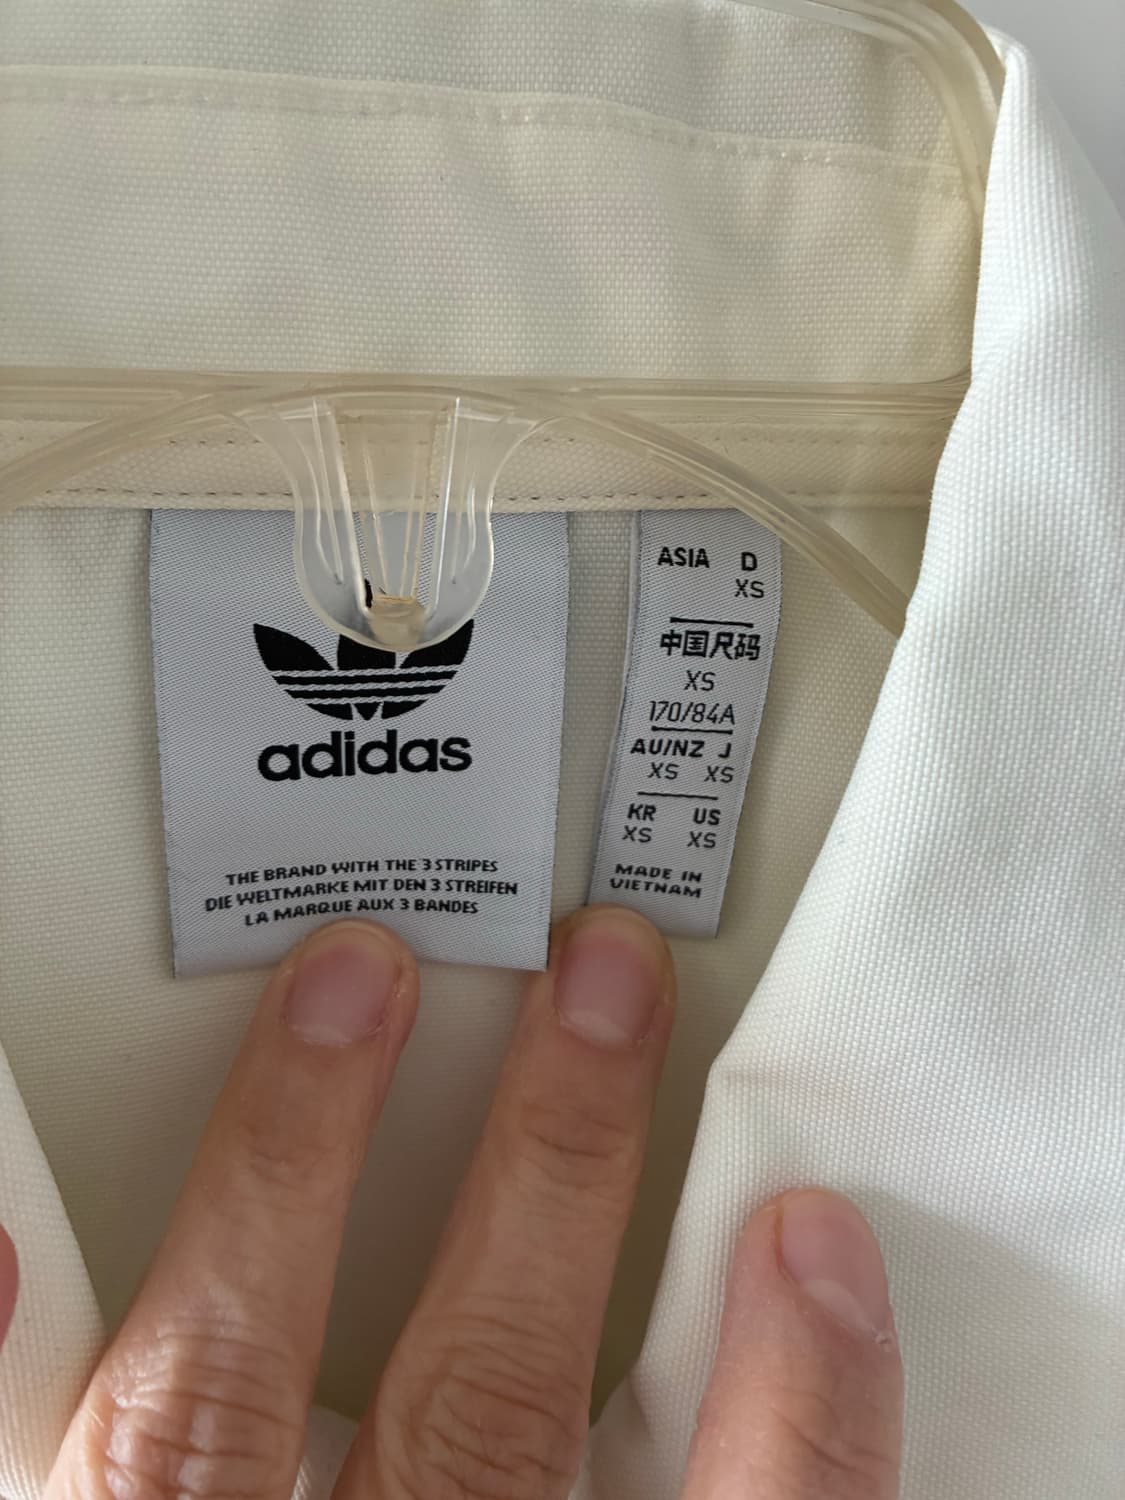 adidas
THE BRAND WITH THE 3 STRIPES
DIE WELTMARKE MIT DEN 3 STREIFEN
LA MARQUE AUX 3 BANDES
ASIA D
XS
中国尺码
XS
170/84A
AU/NZ J
XS XS
KR US
XS XS
MADE IN
VIETNAM